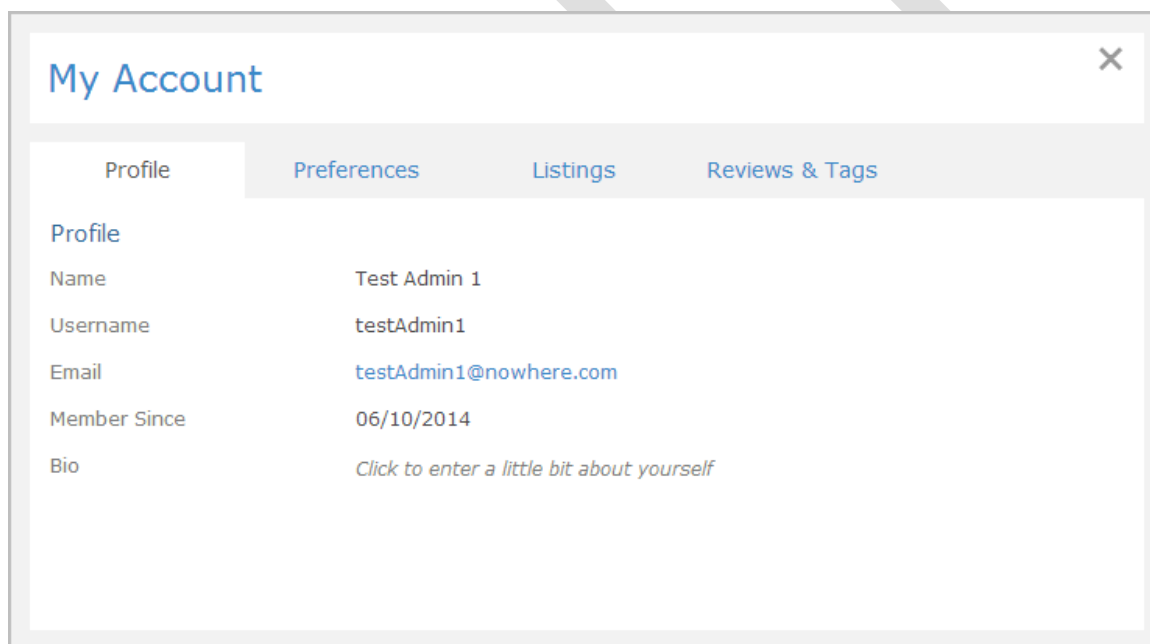 My Account
Profile Preferences Listings Reviews & Tags
Profile
Name Test Admin 1
Username testAdmin1
Email testAdmin1@nowhere.com
Member Since 06/10/2014
Bio Click to enter a little bit about yourself